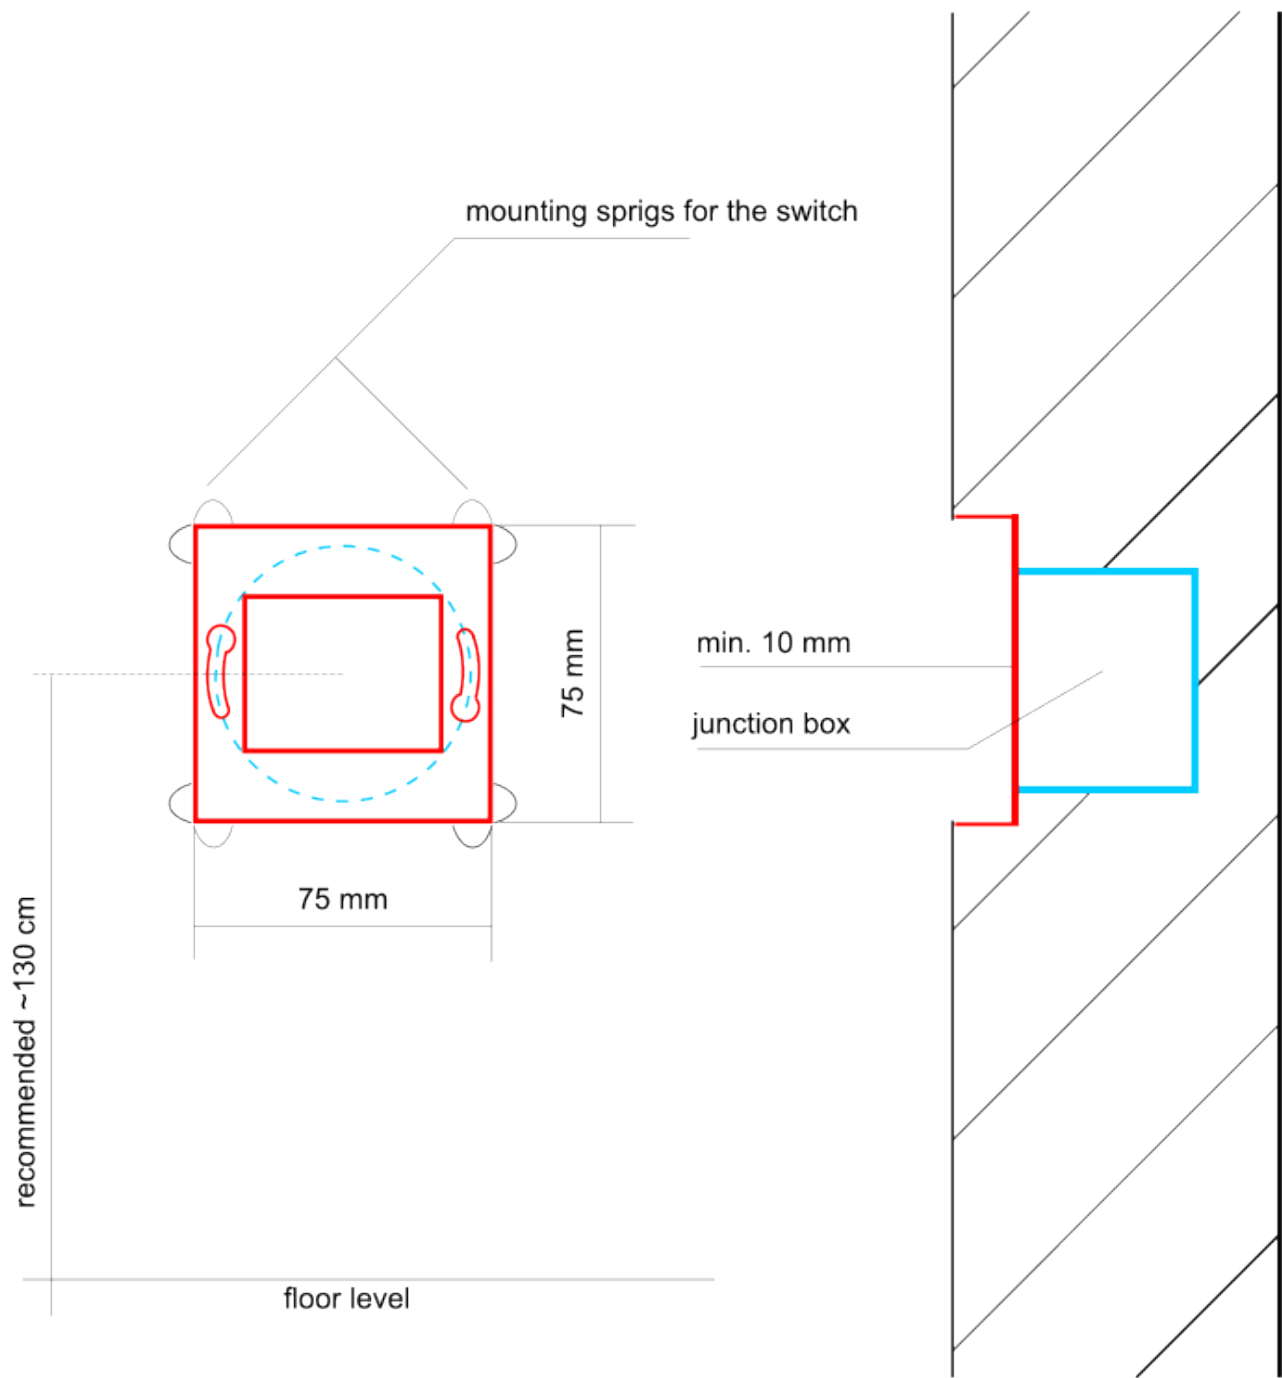 mounting sprigs for the switch
75 mm
min. 10 mm
junction box
75 mm
recommended ~130 cm
floor level